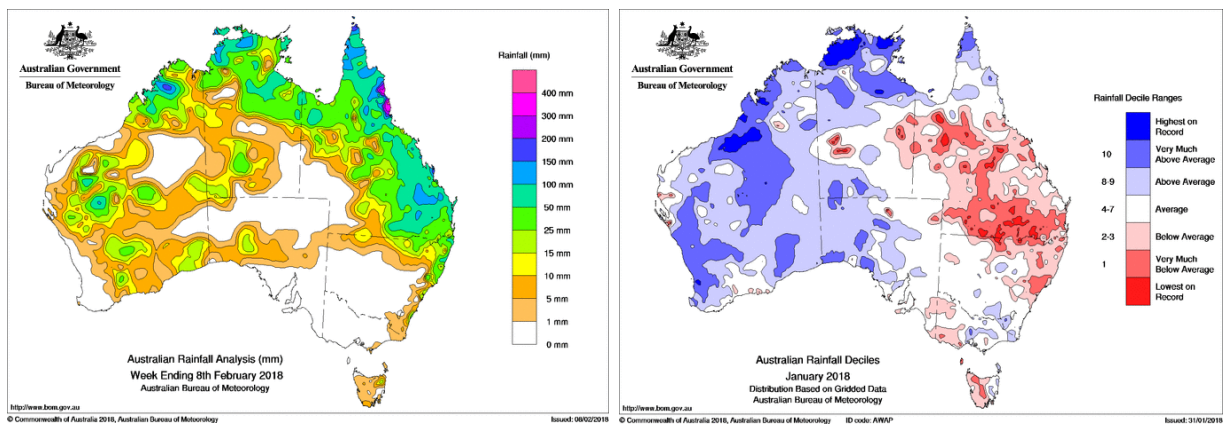 Australian Government
Bureau of Meteorology
Rainfall (mm)
400 mm
300 mm
200 mm
150 mm
100 mm
50 mm
25 mm
15 mm
10 mm
5 mm
1 mm
0 mm
Australian Rainfall Analysis (mm)
Week Ending 8th February 2018
Australian Bureau of Meteorology
http://www.bom.gov.au
© Commonwealth of Australia 2018, Australian Bureau of Meteorology
Issued: 08/02/2018
Australian Government
Bureau of Meteorology
Rainfall Decile Ranges
Highest on
Record
10 Very Much
Above Average
8-9 Above Average
4-7 Average
2-3 Below Average
1 Very Much
Below Average
Lowest on
Record
Australian Rainfall Deciles
January 2018
Distribution Based on Gridded Data
Australian Bureau of Meteorology
http://www.bom.gov.au
© Commonwealth of Australia 2018, Australian Bureau of Meteorology
ID code: AWAP
Issued: 31/01/2018